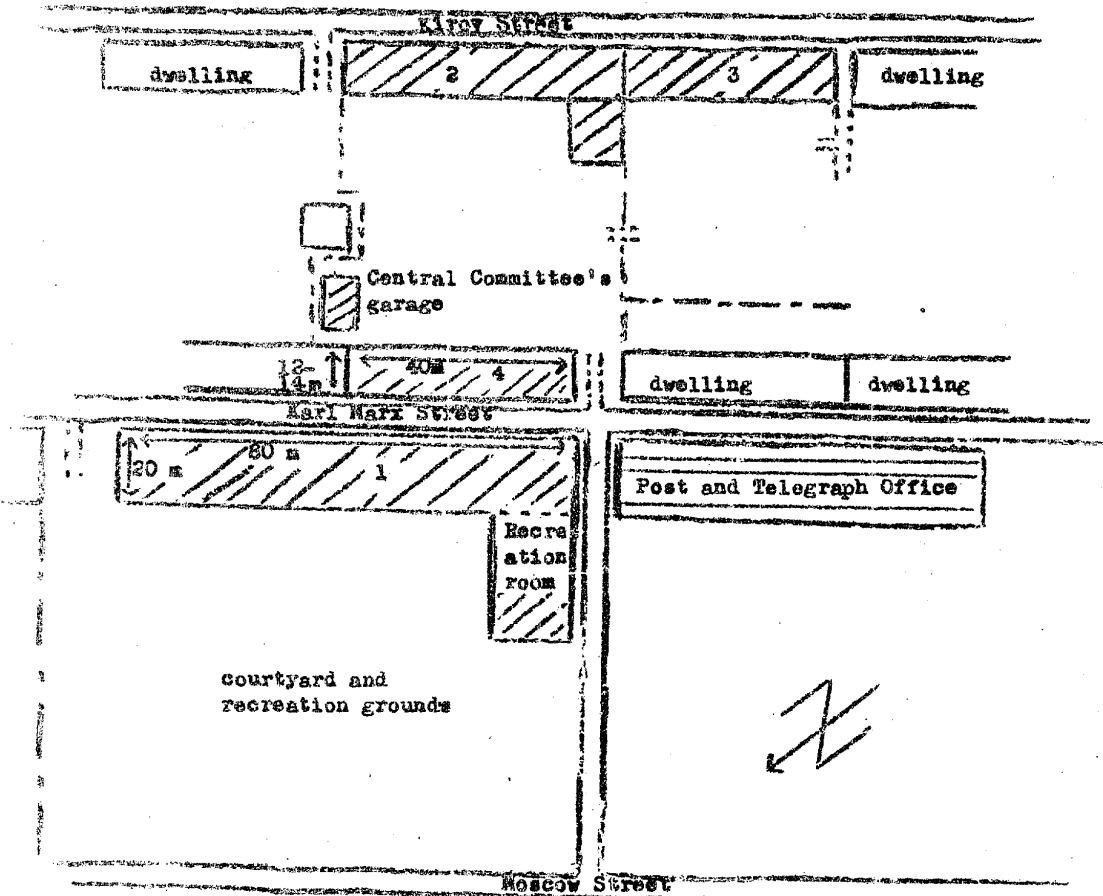 Kirov Street
dwelling
2
3
dwelling
Central Committee's
garage
12-
14m
40m
4
dwelling
dwelling
Karl Marx Street
20 m
80 m
1
Post and Telegraph Office
Recre
ation
room
courtyard and
recreation grounds
N
Moscow Street